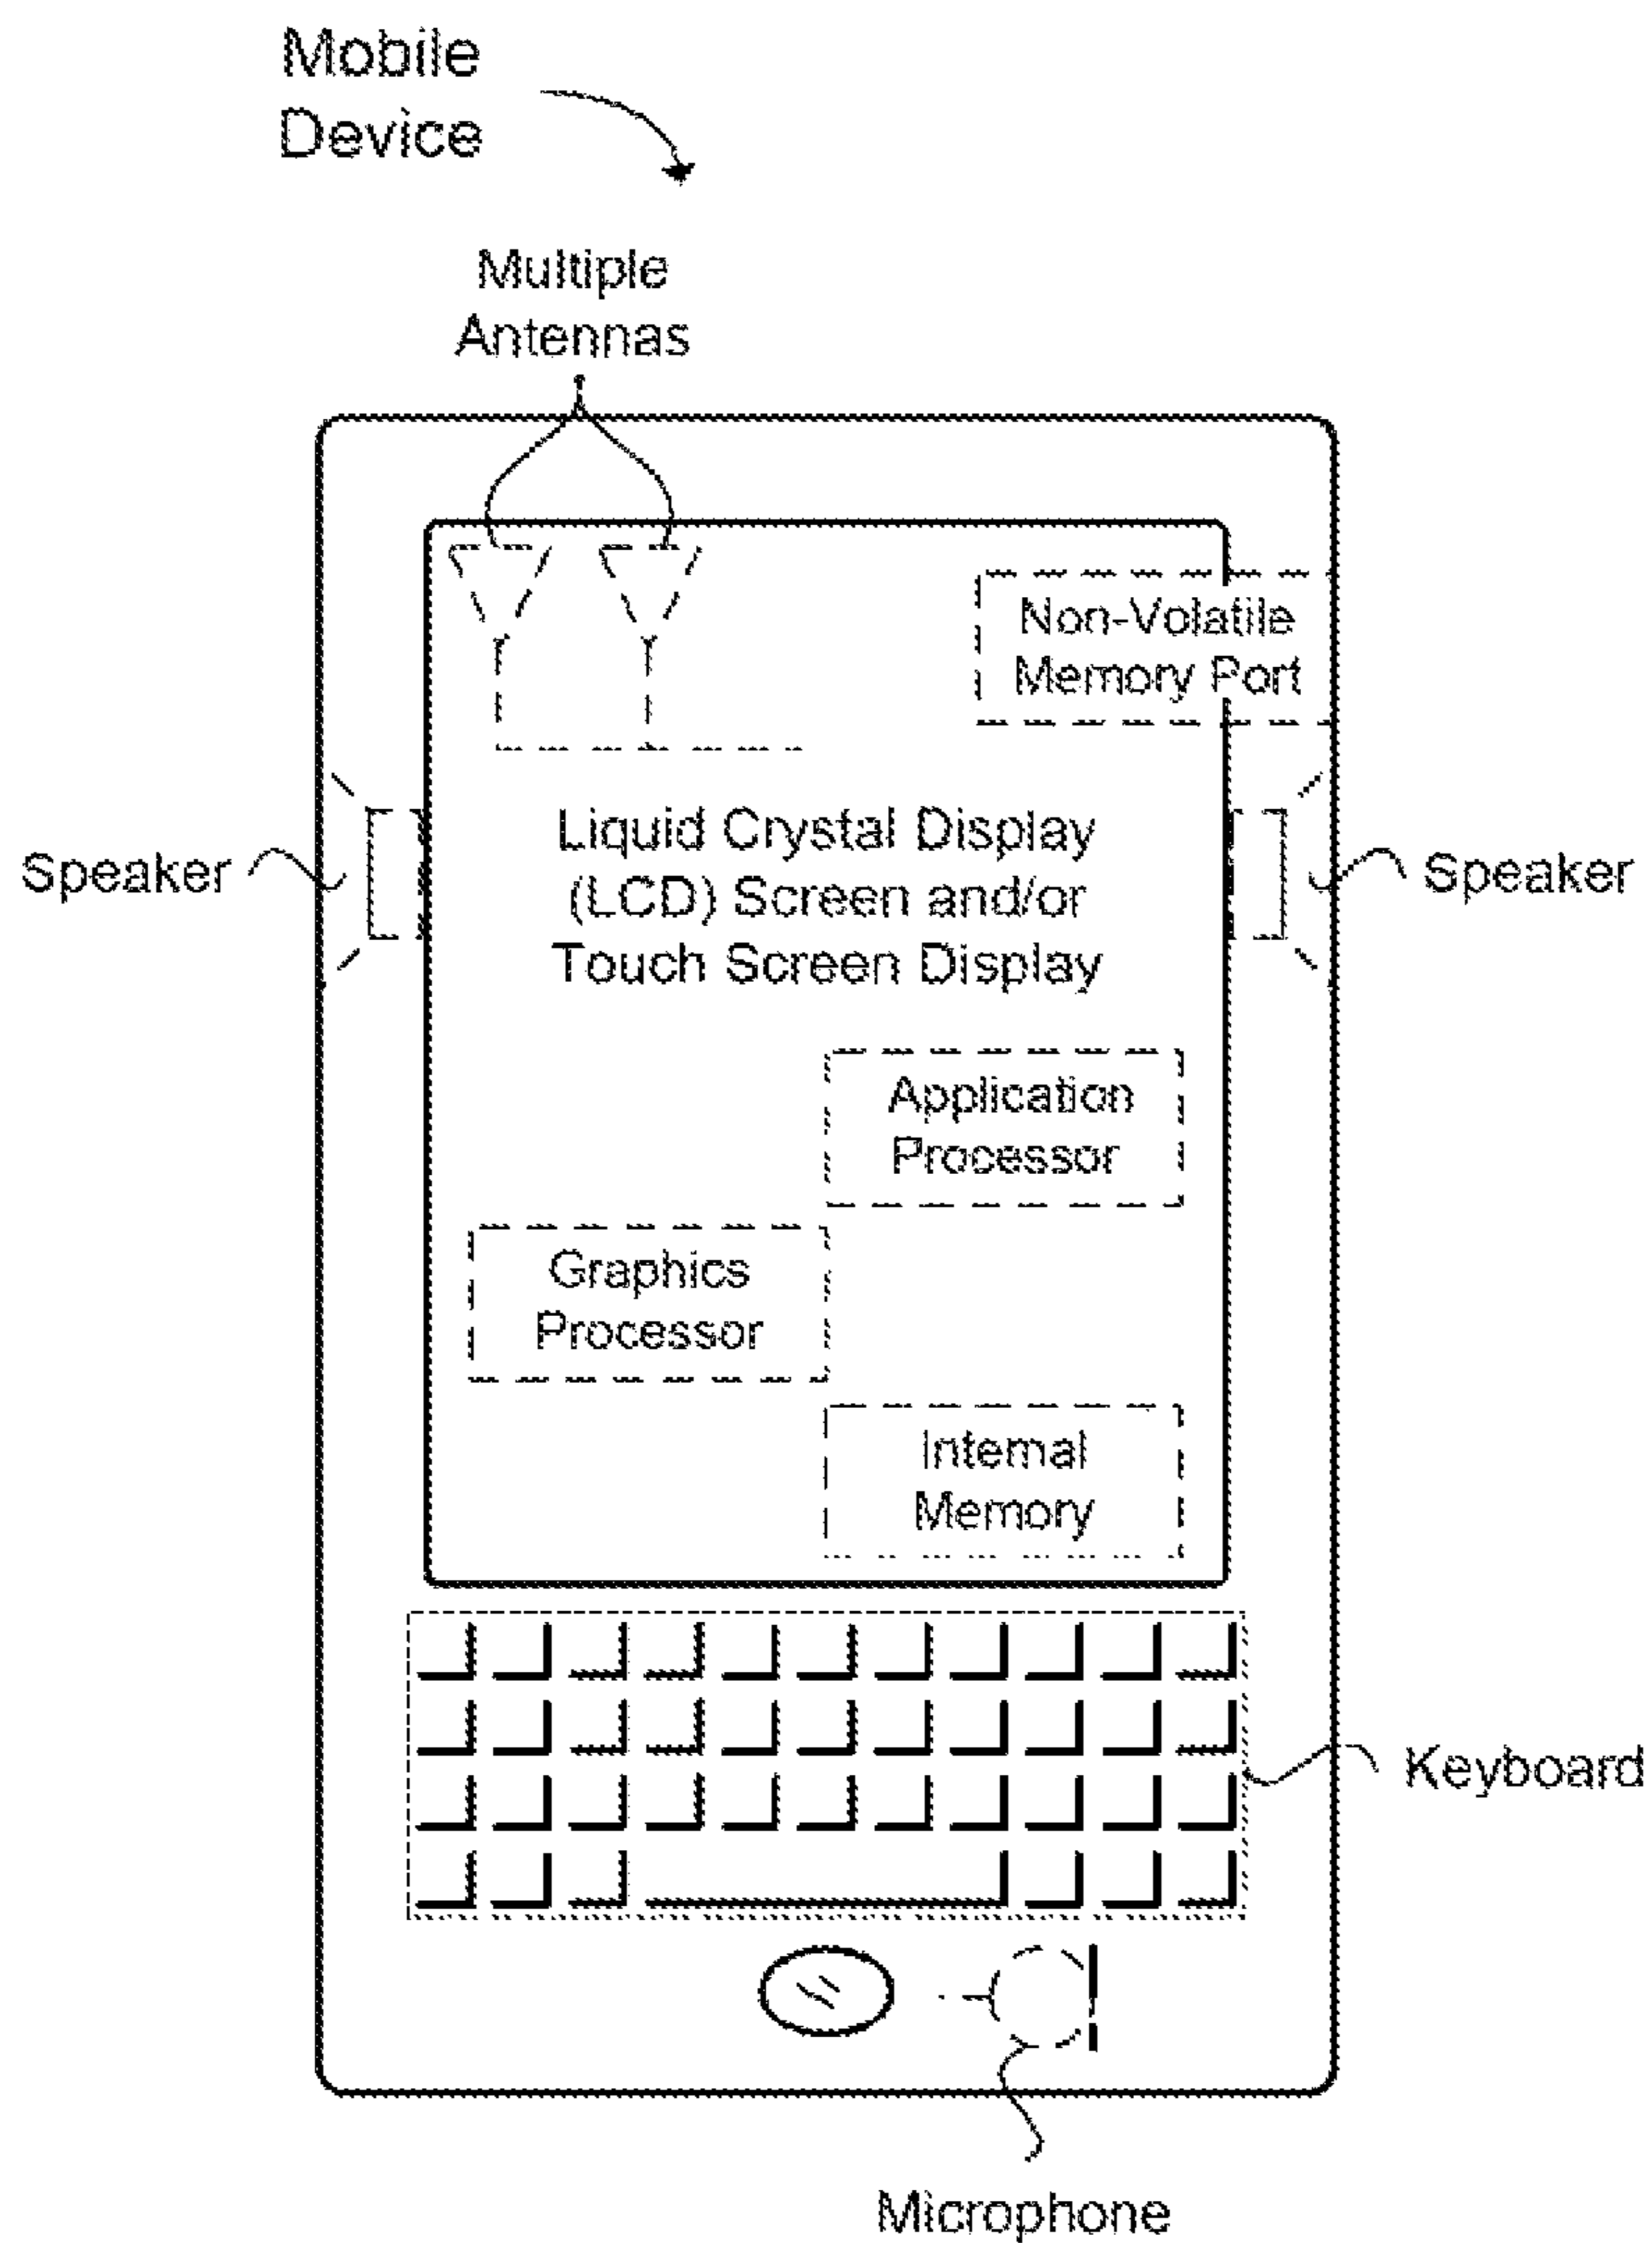 Mobile
Device
Multiple
Antennas
Non-Volatile
Memory Port
Speaker
Liquid Crystal Display
(LCD) Screen and/or
Touch Screen Display
Speaker
Application
Processor
Graphics
Processor
Internal
Memory
Keyboard
Microphone